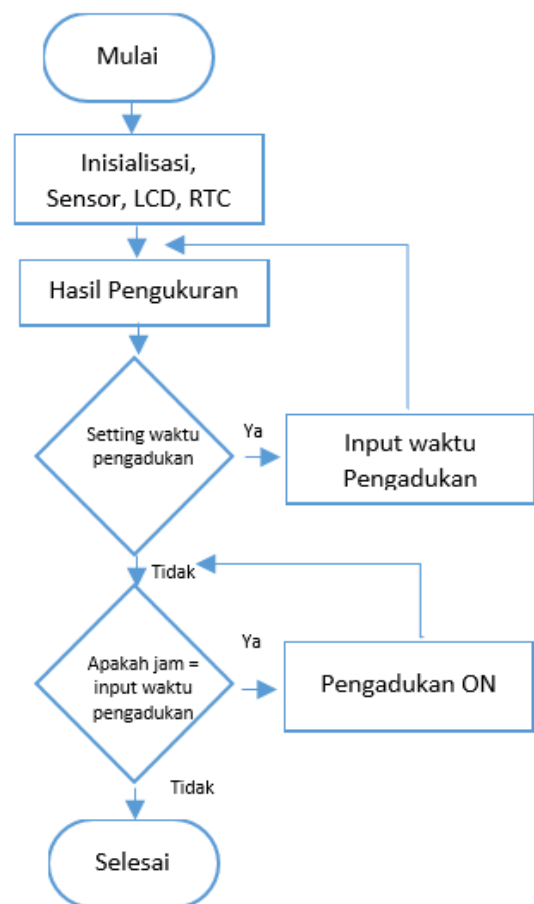 Mulai
Inisialisasi,
Sensor, LCD, RTC
Hasil Pengukuran
Setting waktu
pengadukan
Ya
Input waktu
Pengadukan
Tidak
Apakah jam =
input waktu
pengadukan
Ya
Pengadukan ON
Tidak
Selesai